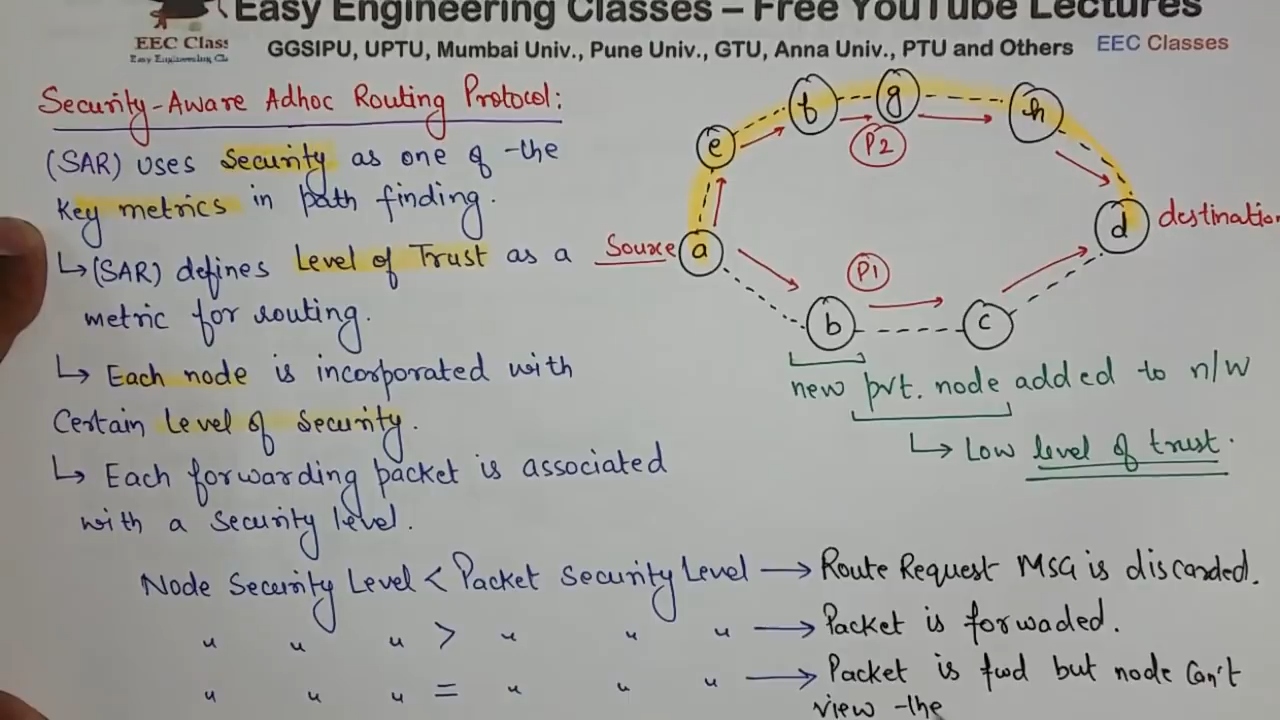 Easy Engineering Classes – Free YouTube Lectures
EEC Class
Easy Engineering Cla
GGSIPU, UPTU, Mumbai Univ., Pune Univ., GTU, Anna Univ., PTU and Others
EEC Classes
Security-Aware Adhoc Routing Protocol:
(SAR) uses security as one of the
key metrics in path finding.
↳ (SAR) defines Level of Trust as a
metric for routing.
↳ Each node is incorporated with
Certain level of security.
↳ Each forwarding packet is associated
with a security level.
f
g
h
e
P2
Source
a
d
destination
P1
b
c
new prt. node added to n/w
↳ Low level of trust.
Node Security Level < Packet Security Level → Route Request MSG is discarded.
" " " > " " " → Packet is forwaded.
" " " = " " " → Packet is fwd but node can't
view the